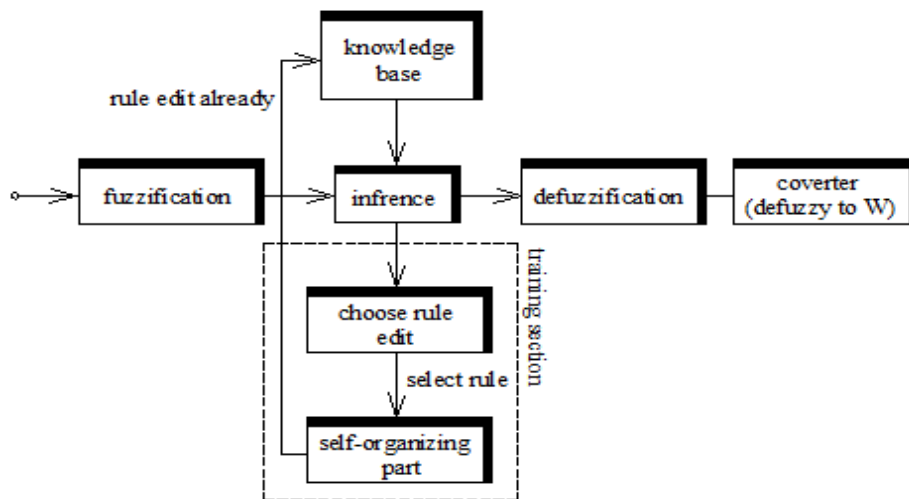 knowledge
base
rule edit already
fuzzification
infrence
defuzzification
coverter
(defuzzy to W)
training section
choose rule
edit
select rule
self-organizing
part